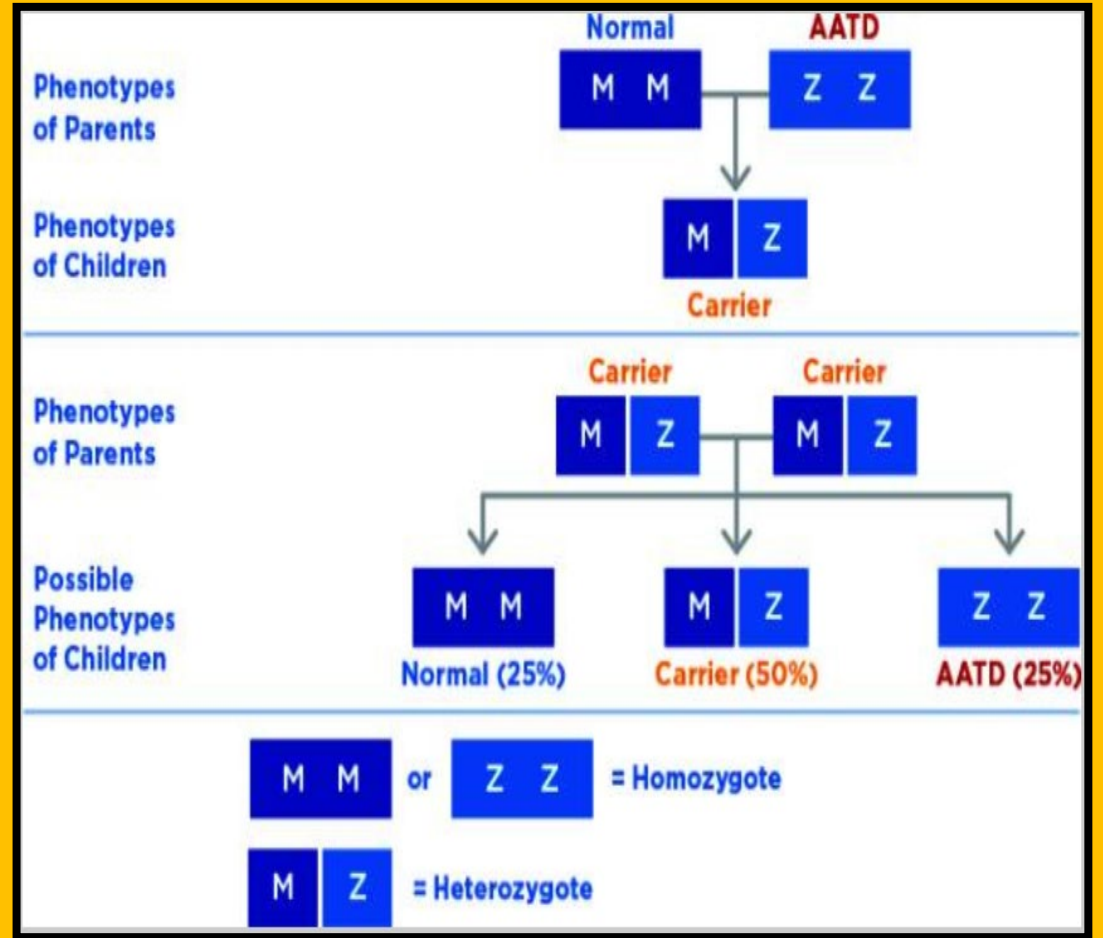 Normal AATD
Phenotypes
of Parents
M M Z Z
Phenotypes
of Children
M Z
Carrier
Carrier Carrier
Phenotypes
of Parents
M Z M Z
Possible
Phenotypes
of Children
M M M Z Z Z
Normal (25%) Carrier (50%) AATD (25%)
M M or Z Z = Homozygote
M Z = Heterozygote